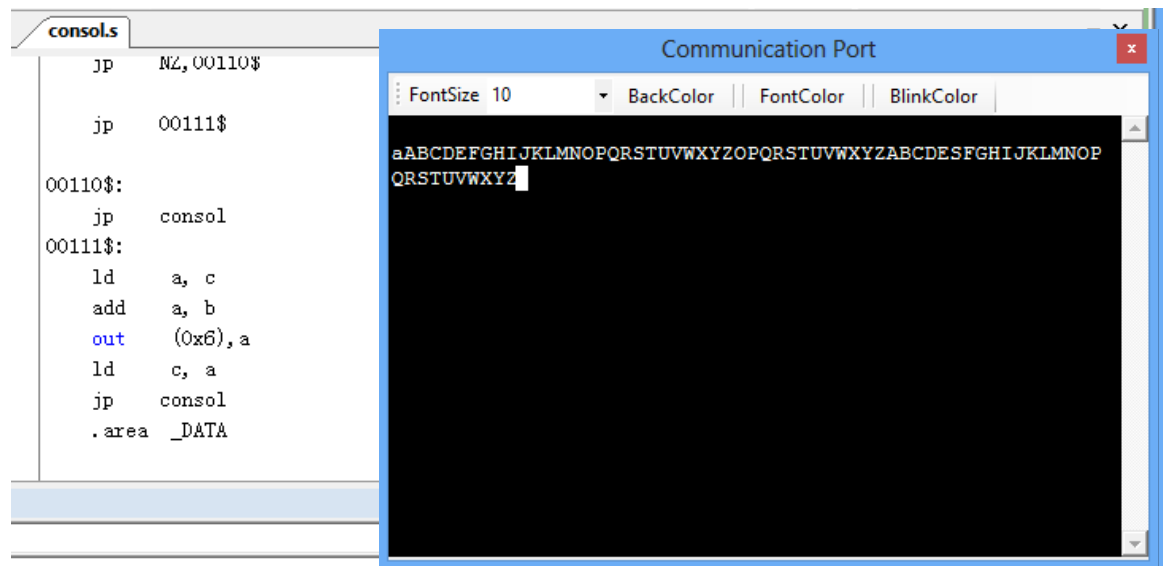 consol.s
jp NZ,00110$
jp 00111$
00110$:
jp consol
00111$:
ld a, c
add a, b
out (0x6),a
ld c, a
jp consol
.area _DATA
Communication Port
x
FontSize 10 BackColor FontColor BlinkColor
aABCDEFGHIJKLMNOPQRSTUVWXYZOPQRSTUVWXYZABCDESFGHIJKLMNOP
QRSTUVWXYZ